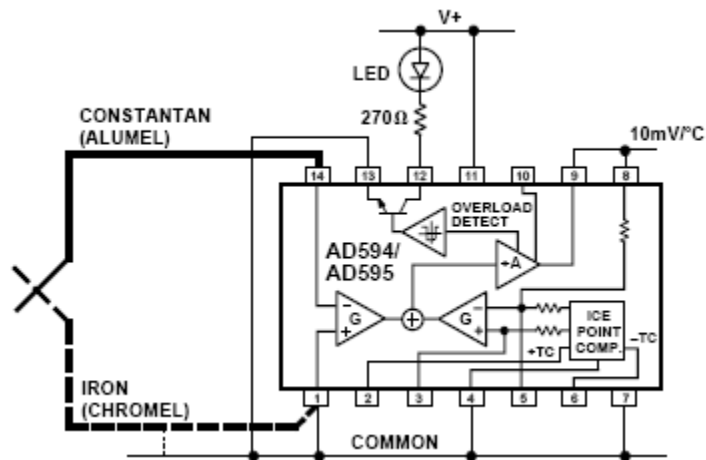 V+
LED
270Ω
CONSTANTAN
(ALUMEL)
10mV/°C
14 13 12 11 10 9 8
OVERLOAD
DETECT
AD594/
AD595
+A
–
+
G
G
–
+
ICE
POINT
COMP.
–TC
+TC
IRON
(CHROMEL)
1 2 3 4 5 6 7
COMMON